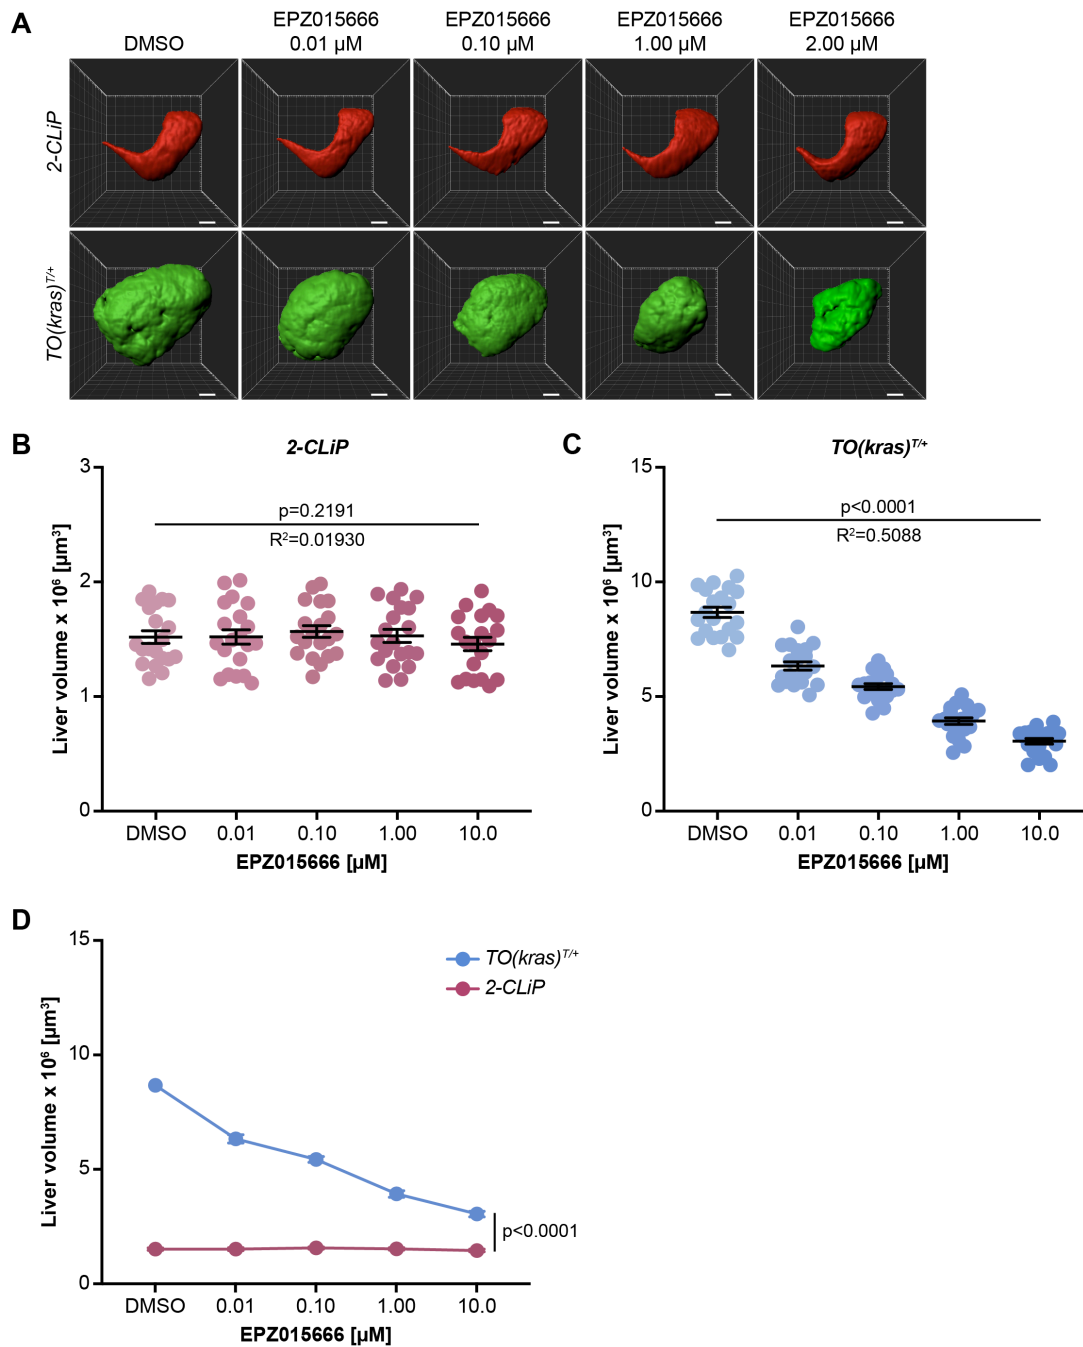 A
DMSO
EPZ015666
0.01 µM
EPZ015666
0.10 µM
EPZ015666
1.00 µM
EPZ015666
2.00 µM
2-CLiP
TO(kras)T/+
B
2-CLiP
3
2
1
0
Liver volume x 10⁶ [µm³]
p=0.2191
R²=0.01930
DMSO 0.01 0.10 1.00 10.0
EPZ015666 [µM]
C
TO(kras)T/+
15
10
5
0
Liver volume x 10⁶ [µm³]
p<0.0001
R²=0.5088
DMSO 0.01 0.10 1.00 10.0
EPZ015666 [µM]
D
15
10
5
0
Liver volume x 10⁶ [µm³]
TO(kras)T/+
2-CLiP
p<0.0001
DMSO 0.01 0.10 1.00 10.0
EPZ015666 [µM]